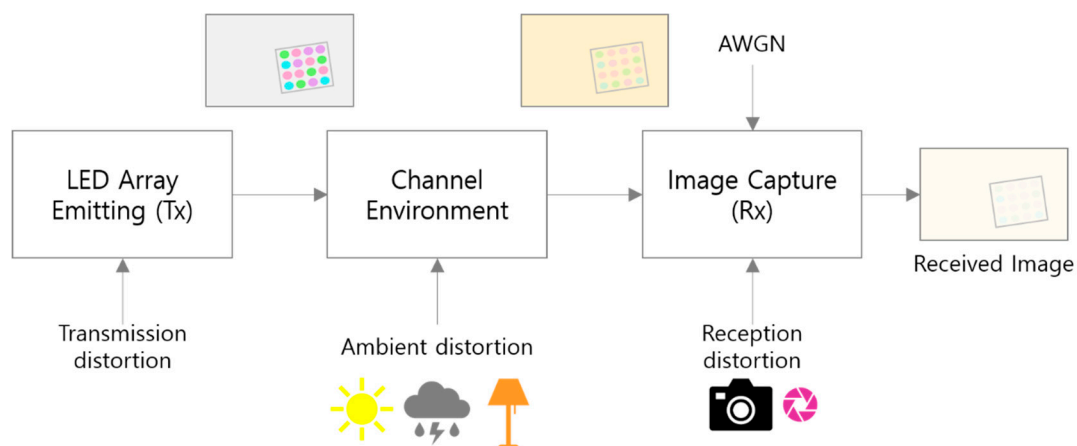 AWGN
LED Array
Emitting (Tx)
Channel
Environment
Image Capture
(Rx)
Received Image
Transmission
distortion
Ambient distortion
Reception
distortion